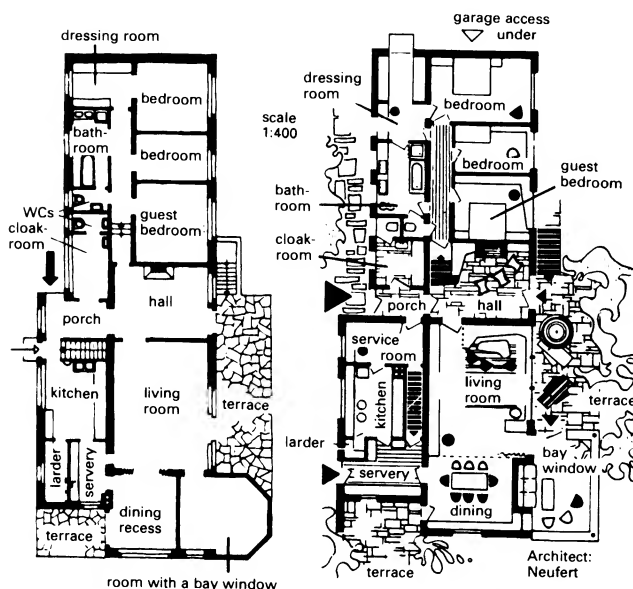 dressing room
bedroom
bath-
room
bedroom
WCs
cloak-
room
guest
bedroom
hall
porch
kitchen
living
room
terrace
larder
servery
dining
recess
terrace
room with a bay window
garage access
under
dressing
room
scale
1:400
bedroom
bedroom
guest
bedroom
bath-
room
cloak-
room
porch
hall
service
room
kitchen
living
room
terrace
larder
servery
bay
window
dining
terrace
Architect:
Neufert